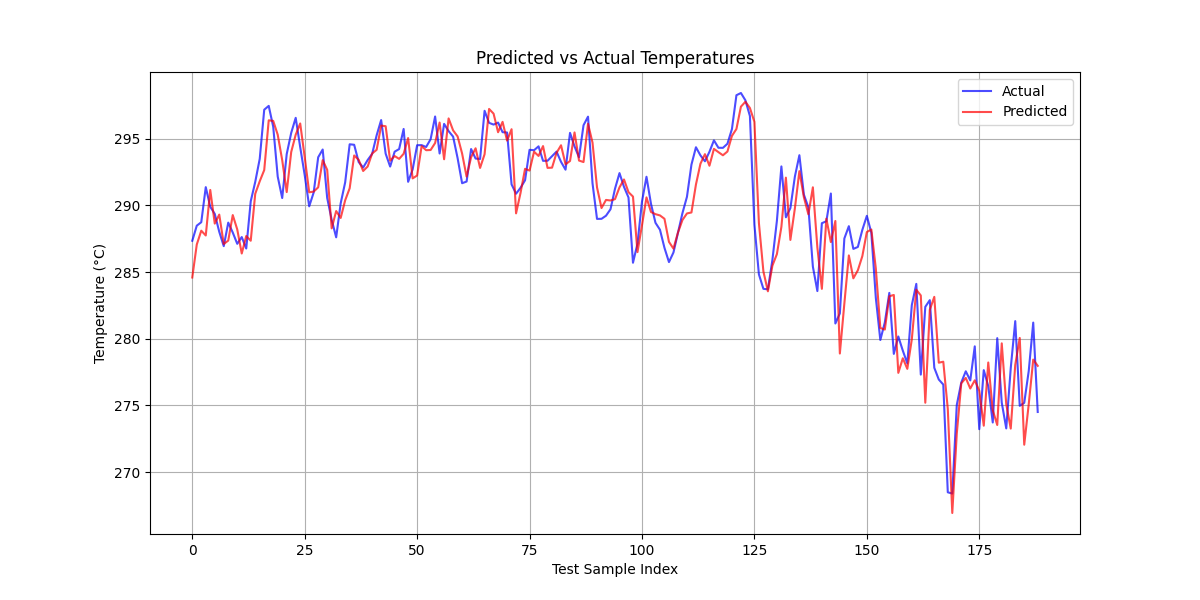 Predicted vs Actual Temperatures
Actual
Predicted
Temperature (°C)
295
290
285
280
275
270
0 25 50 75 100 125 150 175
Test Sample Index